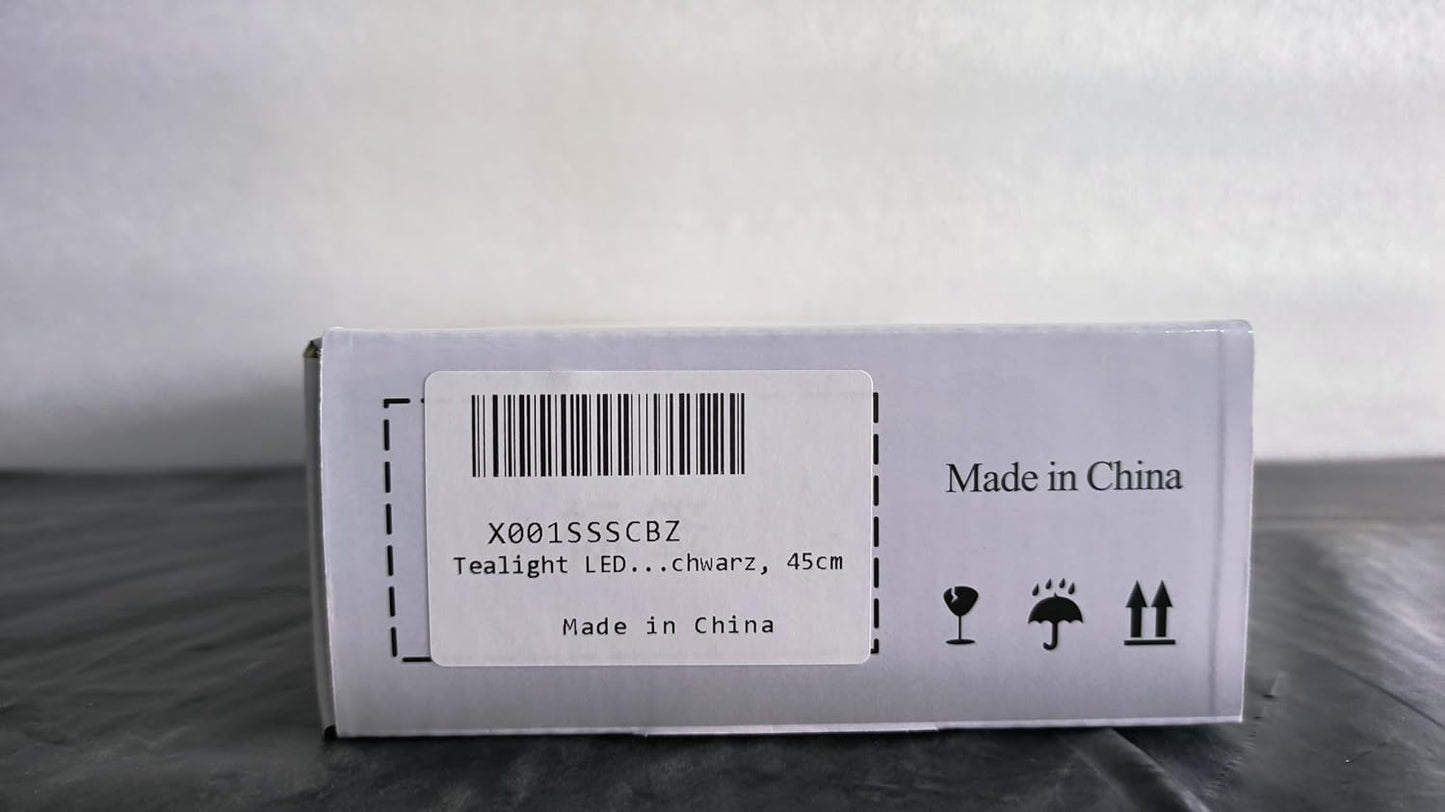 X001SSSCBZ
Tealight LED...chwarz, 45cm
Made in China
Made in China